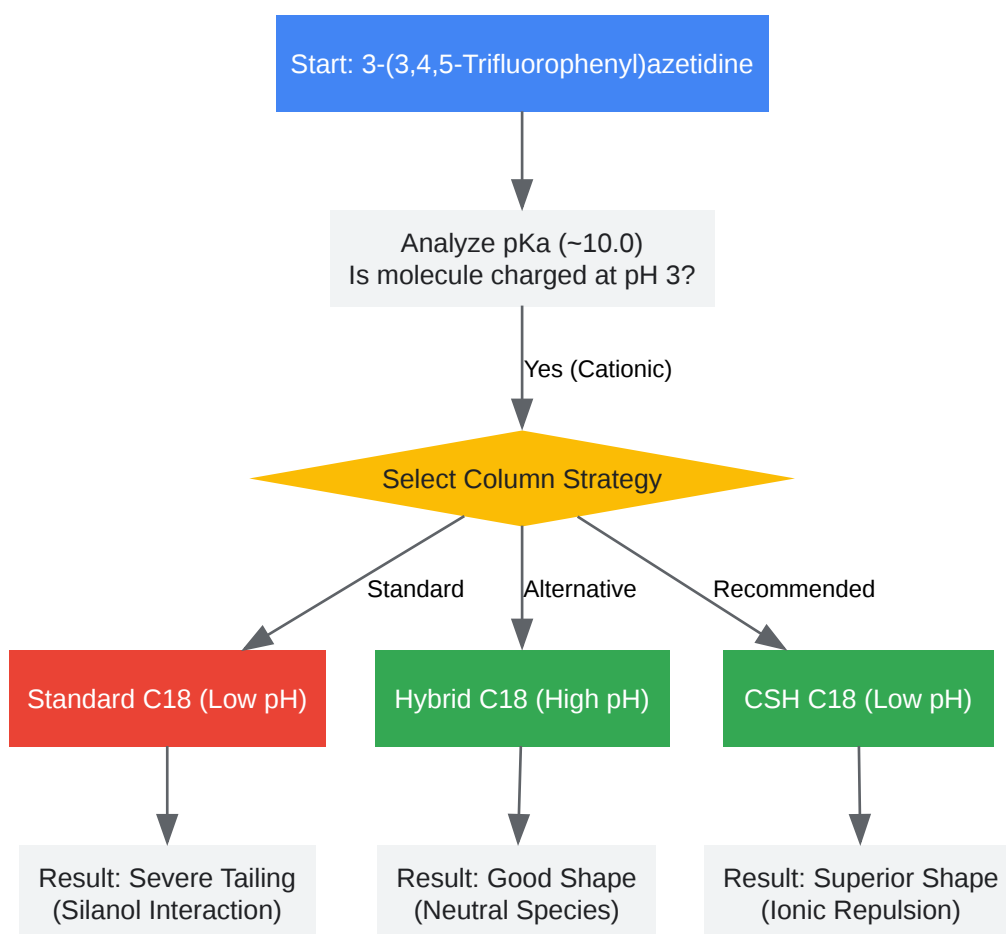 Start: 3-(3,4,5-Trifluorophenyl)azetidine
Analyze pKa (~10.0)
Is molecule charged at pH 3?
Yes (Cationic)
Select Column Strategy
Standard
Alternative
Recommended
Standard C18 (Low pH)
Hybrid C18 (High pH)
CSH C18 (Low pH)
Result: Severe Tailing
(Silanol Interaction)
Result: Good Shape
(Neutral Species)
Result: Superior Shape
(Ionic Repulsion)